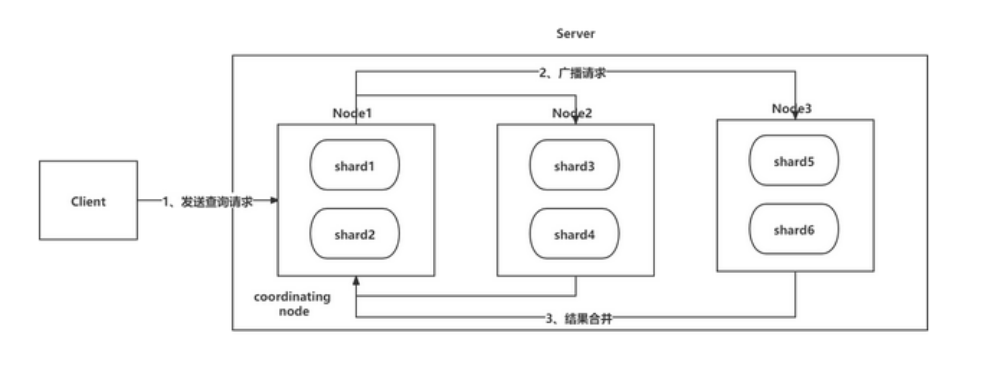 Server
2、广播请求
Node1
Node2
Node3
shard1
shard3
shard5
Client
1、发送查询请求
shard2
shard4
shard6
coordinating
node
3、结果合并